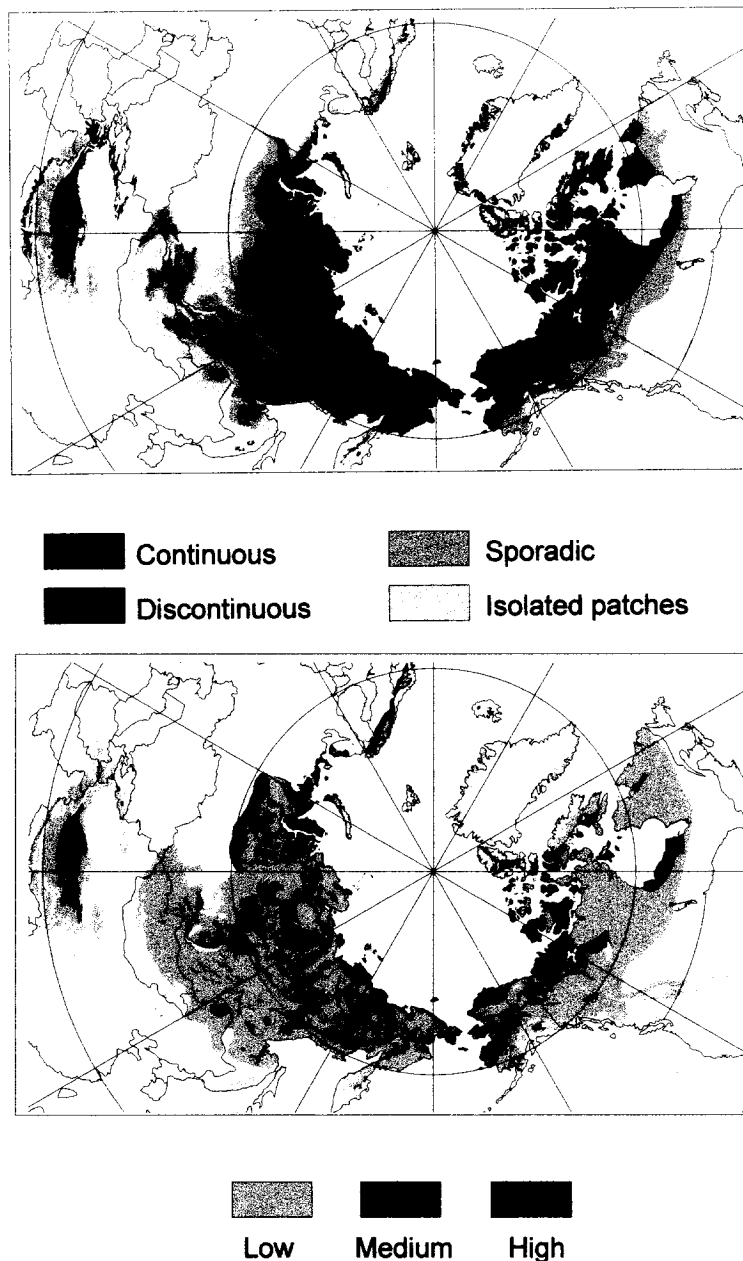 Continuous
Sporadic
Discontinuous
Isolated patches
Low
Medium
High